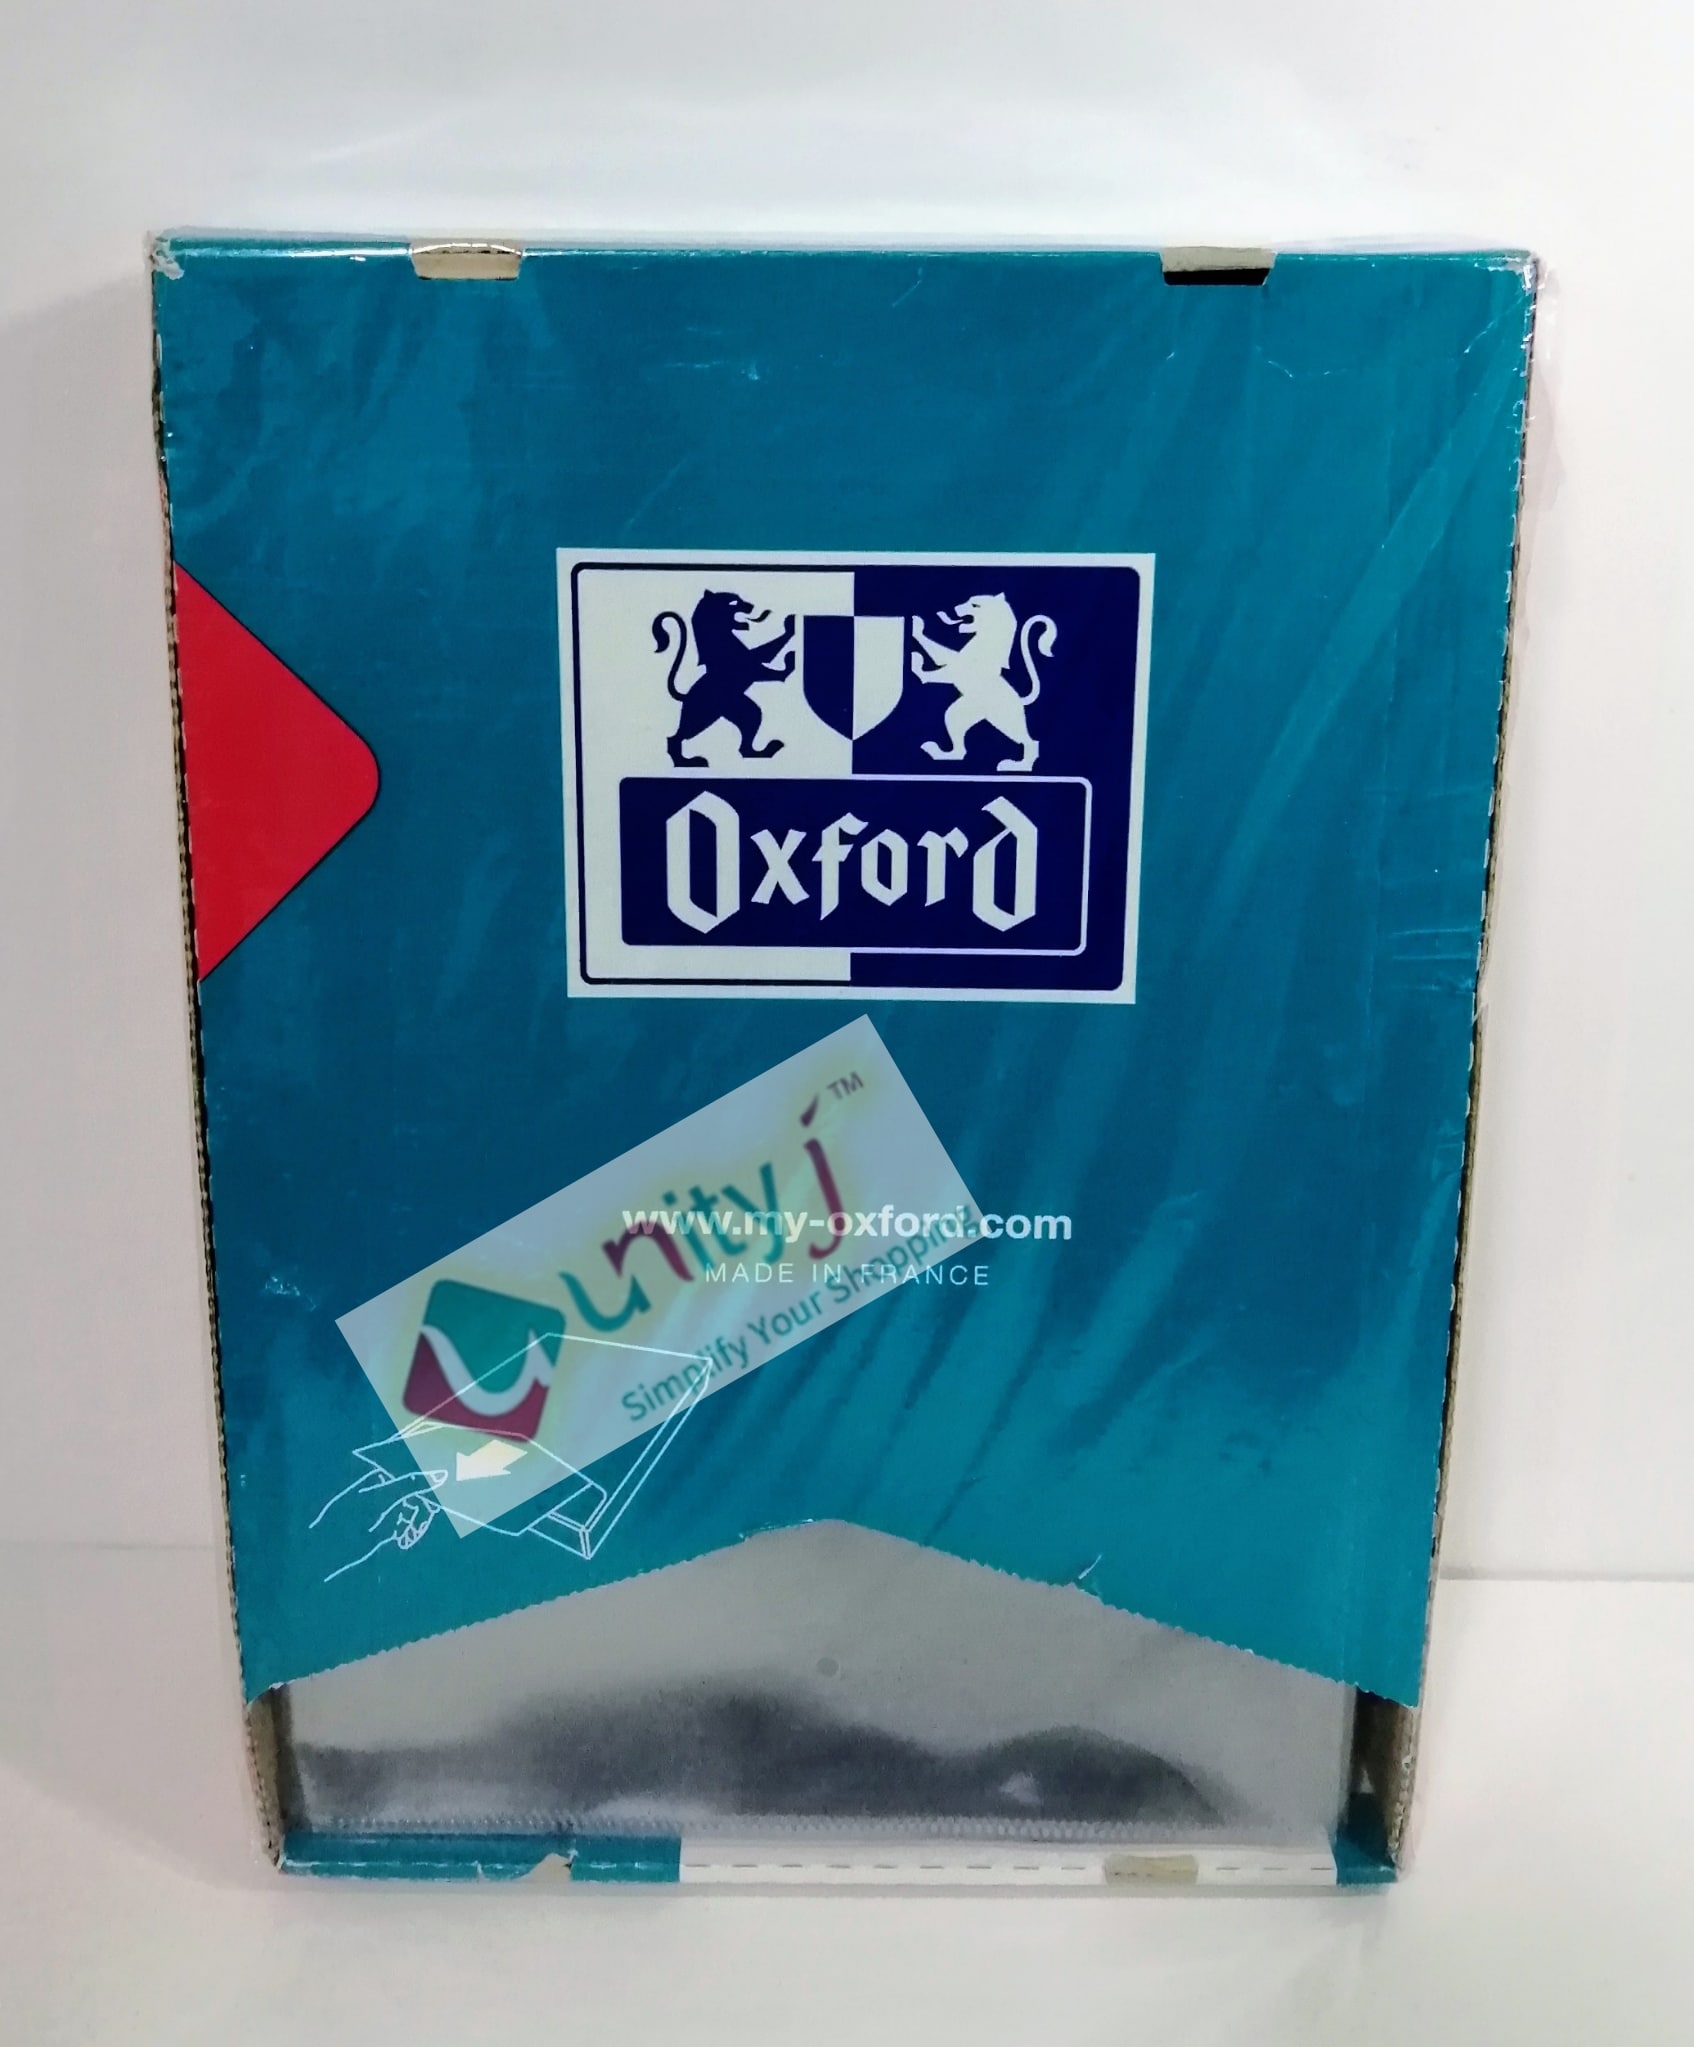 Oxford
www.my-oxford.com
MADE IN FRANCE
unityj™
Simplify Your Shopping